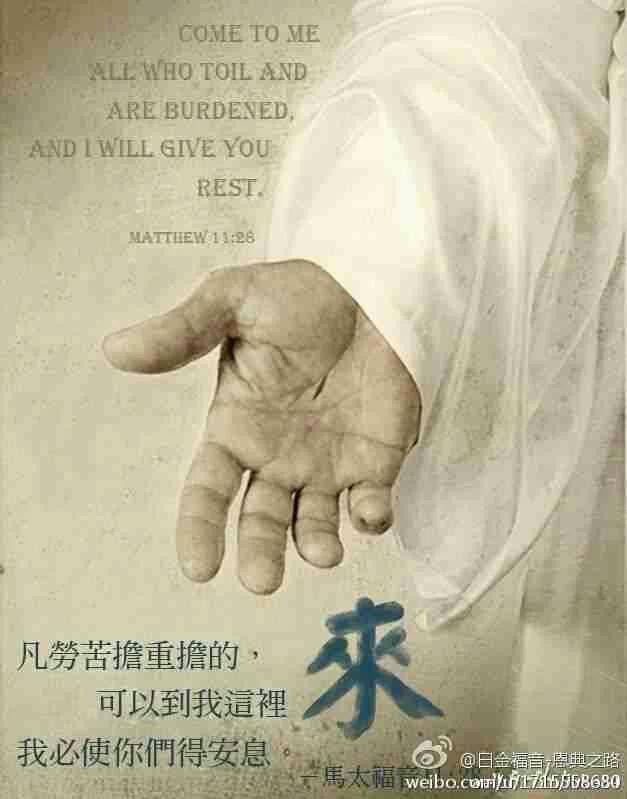 COME TO ME
ALL WHO TOIL AND
ARE BURDENED,
AND I WILL GIVE YOU
REST.
MATTHEW 11:28
凡勞苦擔重擔的，
可以到我這裡
來
我必使你們得安息。
—馬太福音
@白金福音-恩典之路
weibo.com/u/1715958680